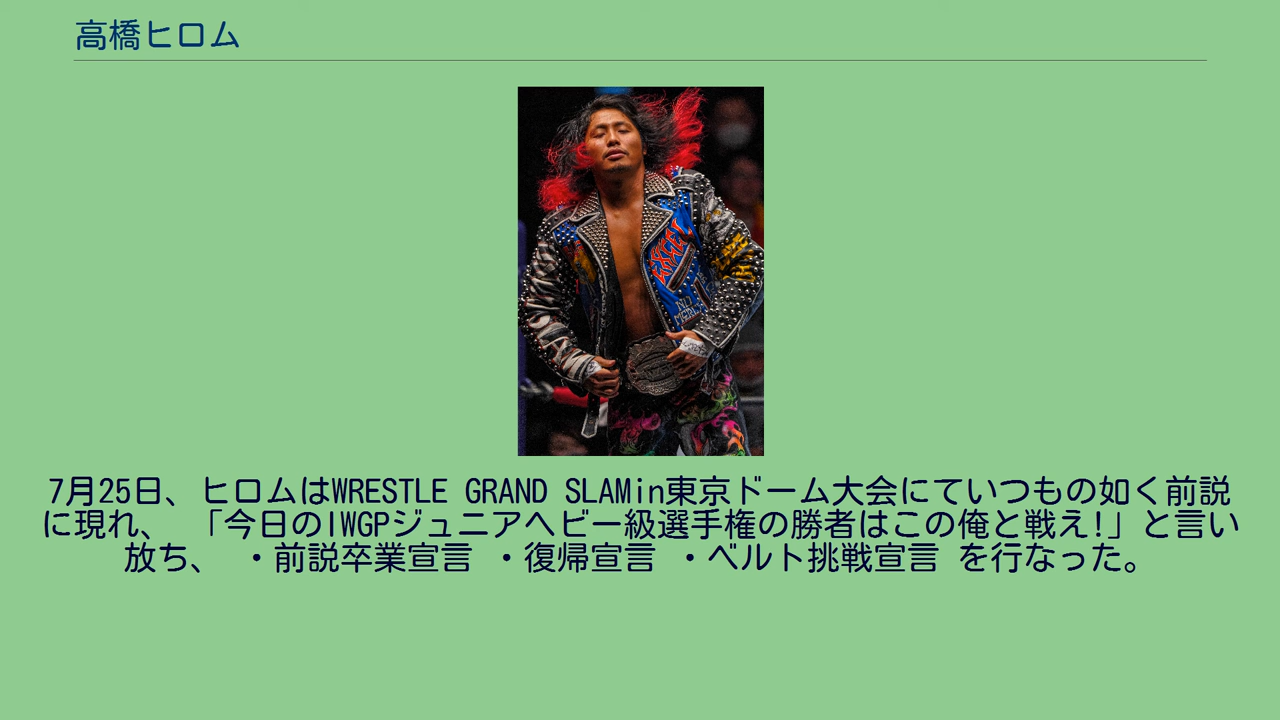 高橋ヒロム
EXCEL
7月25日、ヒロムはWRESTLE GRAND SLAMin東京ドーム大会にていつもの如く前説
に現れ、 「今日のIWGPジュニアヘビー級選手権の勝者はこの俺と戦え!」と言い
放ち、 ・前説卒業宣言 ・復帰宣言 ・ベルト挑戦宣言 を行なった。